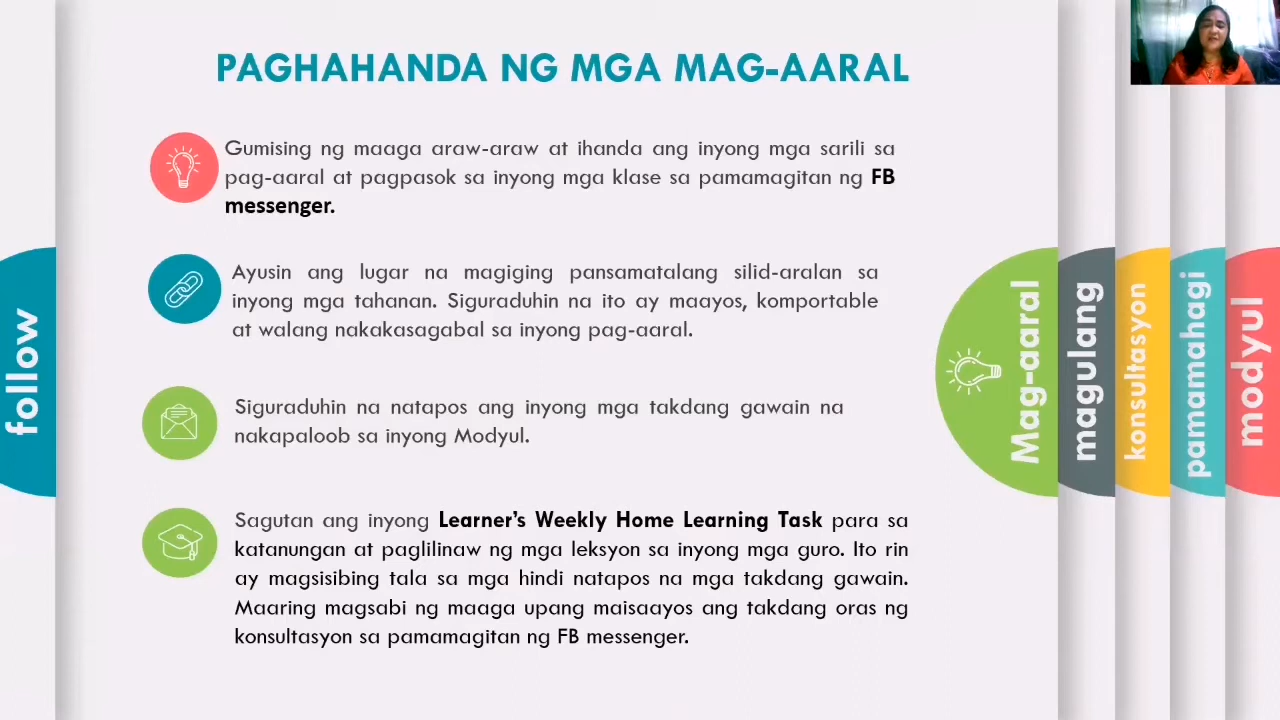 PAGHAHANDA NG MGA MAG-AARAL
Gumising ng maaga araw-araw at ihanda ang inyong mga sarili sa
pag-aaral at pagpasok sa inyong mga klase sa pamamagitan ng FB
messenger.
Ayusin ang lugar na magiging pansamatalang silid-aralan sa
inyong mga tahanan. Siguraduhin na ito ay maayos, komportable
at walang nakakasagabal sa inyong pag-aaral.
Siguraduhin na natapos ang inyong mga takdang gawain na
nakapaloob sa inyong Modyul.
Sagutan ang inyong Learner's Weekly Home Learning Task para sa
katanungan at paglilinaw ng mga leksyon sa inyong mga guro. Ito rin
ay magsisibing tala sa mga hindi natapos na mga takdang gawain.
Maaring magsabi ng maaga upang maisaayos ang takdang oras ng
konsultasyon sa pamamagitan ng FB messenger.
follow
Mag-aaral
magulang
konsultasyon
pamamahagi
modyul